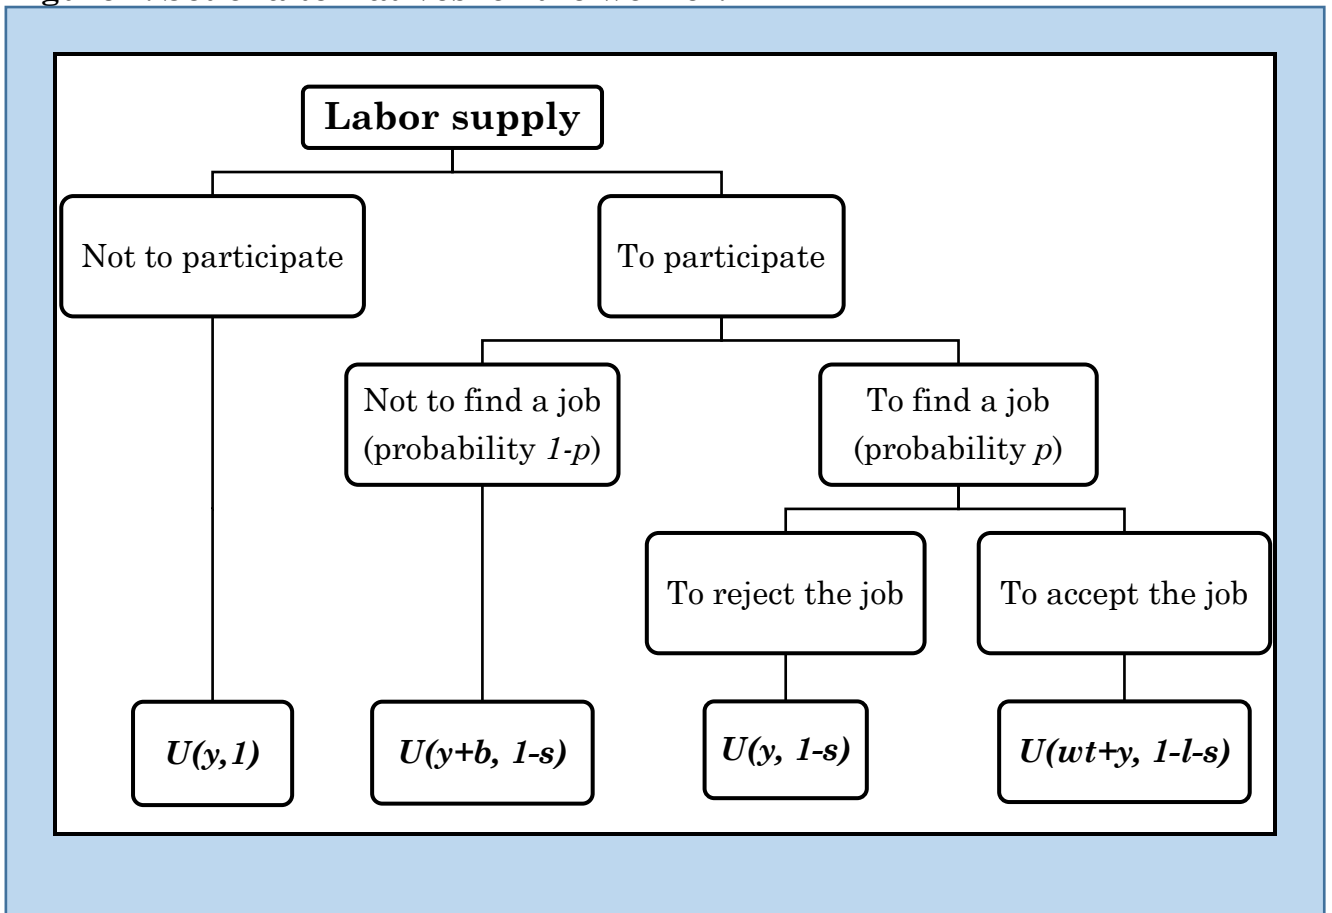 Labor supply
Not to participate
To participate
Not to find a job
(probability 1-p)
To find a job
(probability p)
To reject the job
To accept the job
U(y,1)
U(y+b, 1-s)
U(y, 1-s)
U(wt+y, 1-l-s)